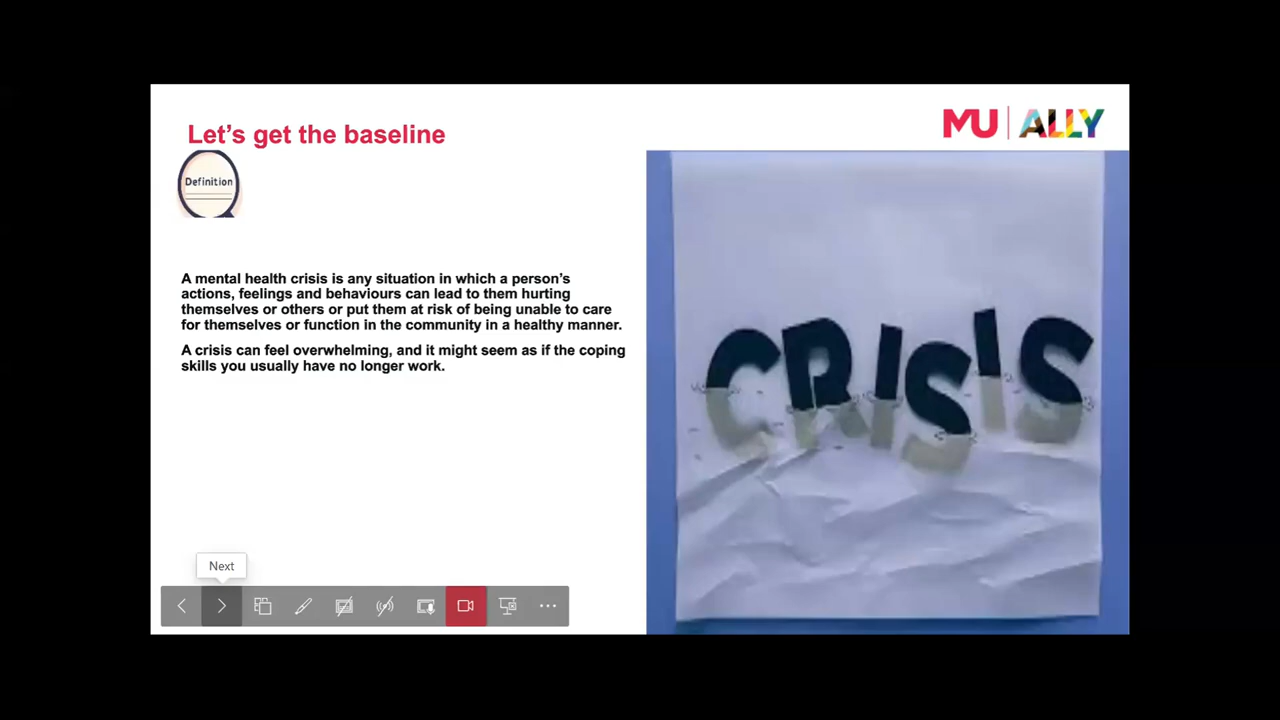 Let's get the baseline
MU | ALLY
Definition
A mental health crisis is any situation in which a person's
actions, feelings and behaviours can lead to them hurting
themselves or others or put them at risk of being unable to care
for themselves or function in the community in a healthy manner.
A crisis can feel overwhelming, and it might seem as if the coping
skills you usually have no longer work.
CRISIS
Next